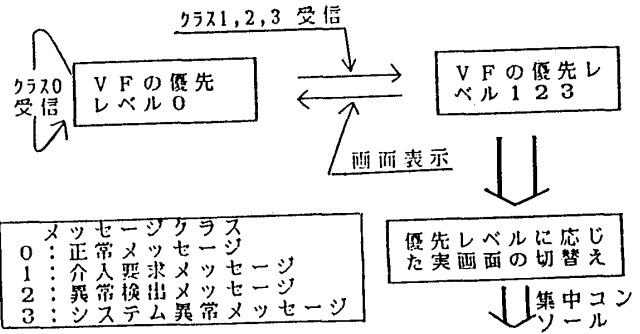 クラス1,2,3 受信
クラス0
受信
VFの優先
レベル0
VFの優先レ
ベル123
画面表示
メッセージクラス
0:正常メッセージ
1:介入要求メッセージ
2:異常検出メッセージ
3:システム異常メッセージ
優先レベルに応じ
た実画面の切替え
集中コン
ソール